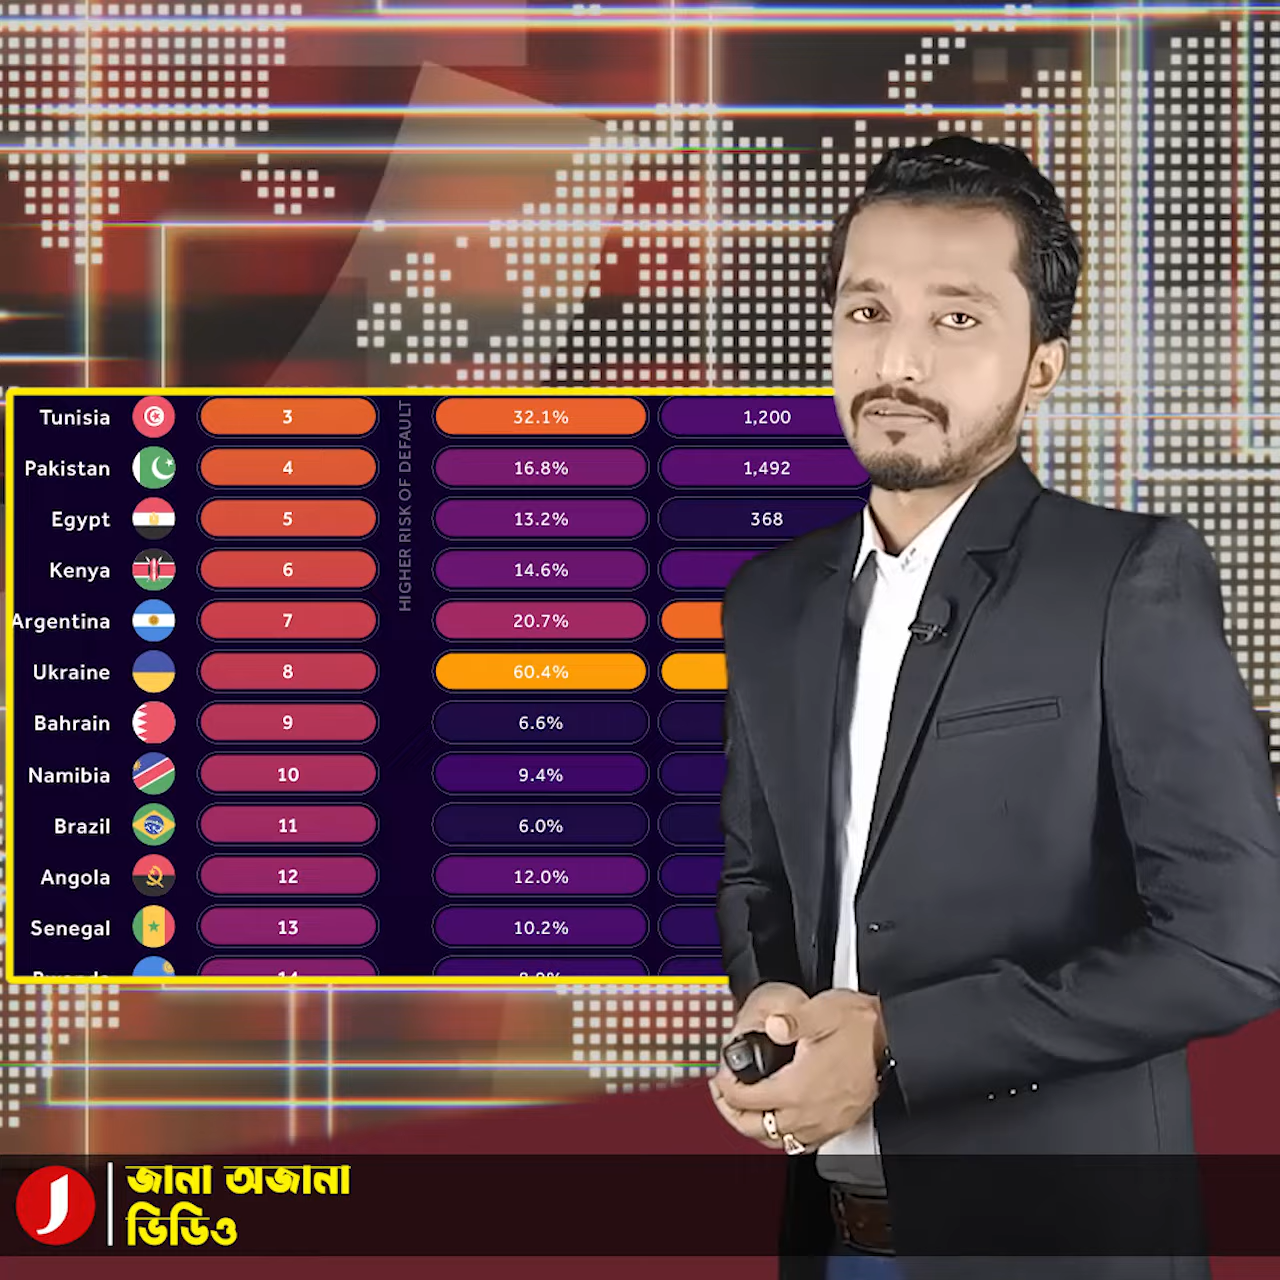 Tunisia 3 32.1% 1,200
Pakistan 4 16.8% 1,492
Egypt 5 13.2% 368
Kenya 6 14.6%
Argentina 7 20.7%
Ukraine 8 60.4%
Bahrain 9 6.6%
Namibia 10 9.4%
Brazil 11 6.0%
Angola 12 12.0%
Senegal 13 10.2%
HIGHER RISK OF DEFAULT
J
জানা অজানা
ভিডিও